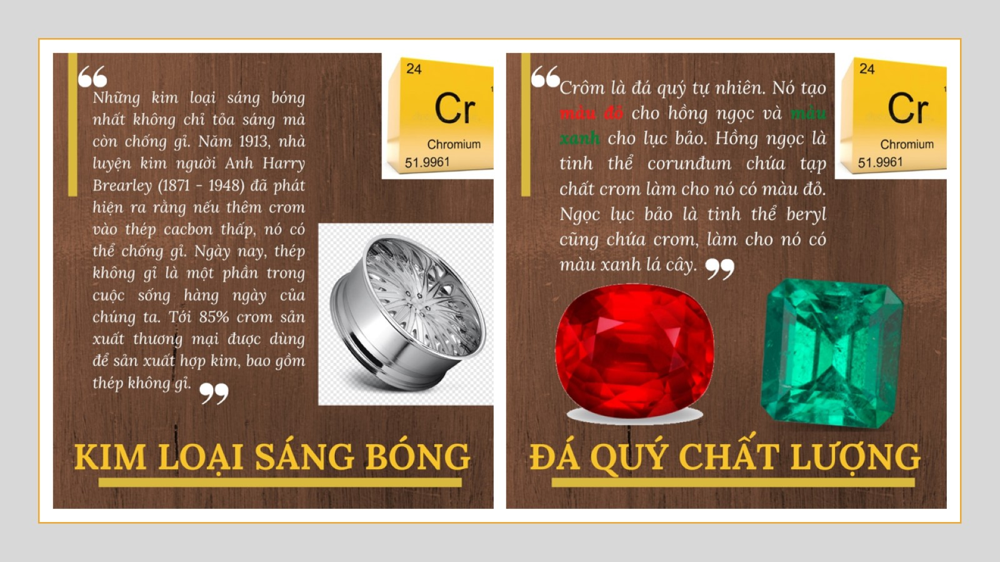 “
Những kim loại sáng bóng
nhất không chỉ tỏa sáng mà
còn chống gỉ. Năm 1913, nhà
luyện kim người Anh Harry
Brearley (1871 - 1948) đã phát
hiện ra rằng nếu thêm crom
vào thép cacbon thấp, nó có
thể chống gỉ. Ngày nay, thép
không gỉ là một phần trong
cuộc sống hàng ngày của
chúng ta. Tới 85% crom sản
xuất thương mại được dùng
để sản xuất hợp kim, bao gồm
thép không gỉ. ”
24
Cr
Chromium
51.9961
KIM LOẠI SÁNG BÓNG
“Crôm là đá quý tự nhiên. Nó tạo
màu đỏ cho hồng ngọc và màu
xanh cho lục bảo. Hồng ngọc là
tinh thể corunđum chứa tạp
chất crom làm cho nó có màu đỏ.
Ngọc lục bảo là tinh thể beryl
cũng chứa crom, làm cho nó có
màu xanh lá cây. ”
24
Cr
Chromium
51.9961
ĐÁ QUÝ CHẤT LƯỢNG